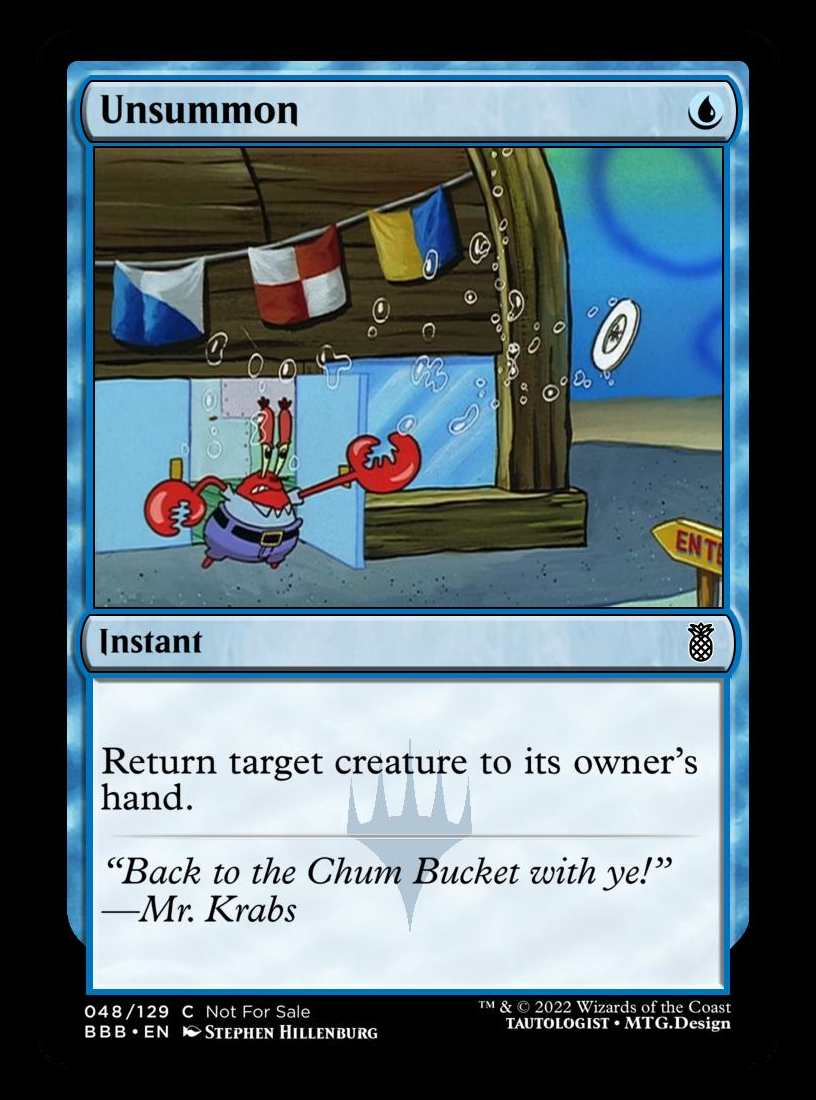 Unsummon
ENTE
Instant
Return target creature to its owner's
hand.
“Back to the Chum Bucket with ye!”
—Mr. Krabs
048/129 C Not For Sale
BBB • EN Stephen Hillenburg
™ & © 2022 Wizards of the Coast
TAUTOLOGIST • MTG.Design